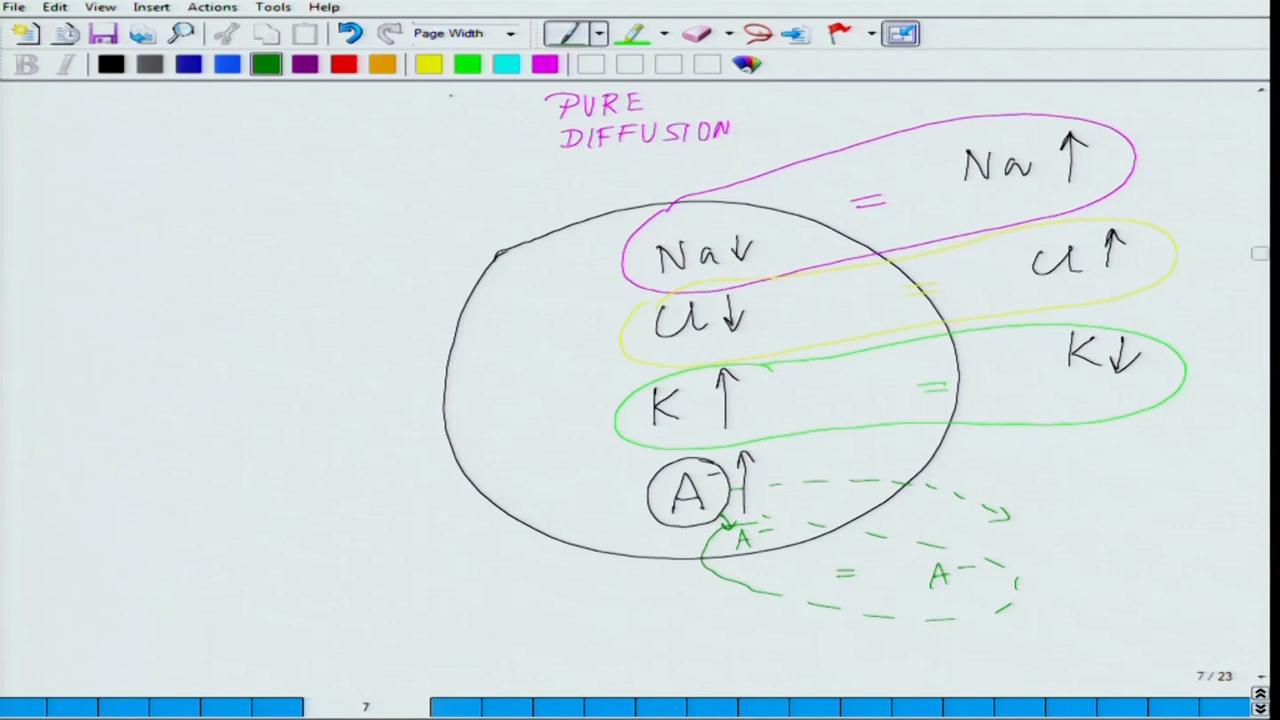 File Edit View Insert Actions Tools Help
Page Width
B I
PURE
DIFFUSION
Na ↑
=
Na ↓
Cl ↑
=
Cl ↓
K ↓
=
K ↑
A⁻ ↑
A⁻
= A⁻
7 / 23
7